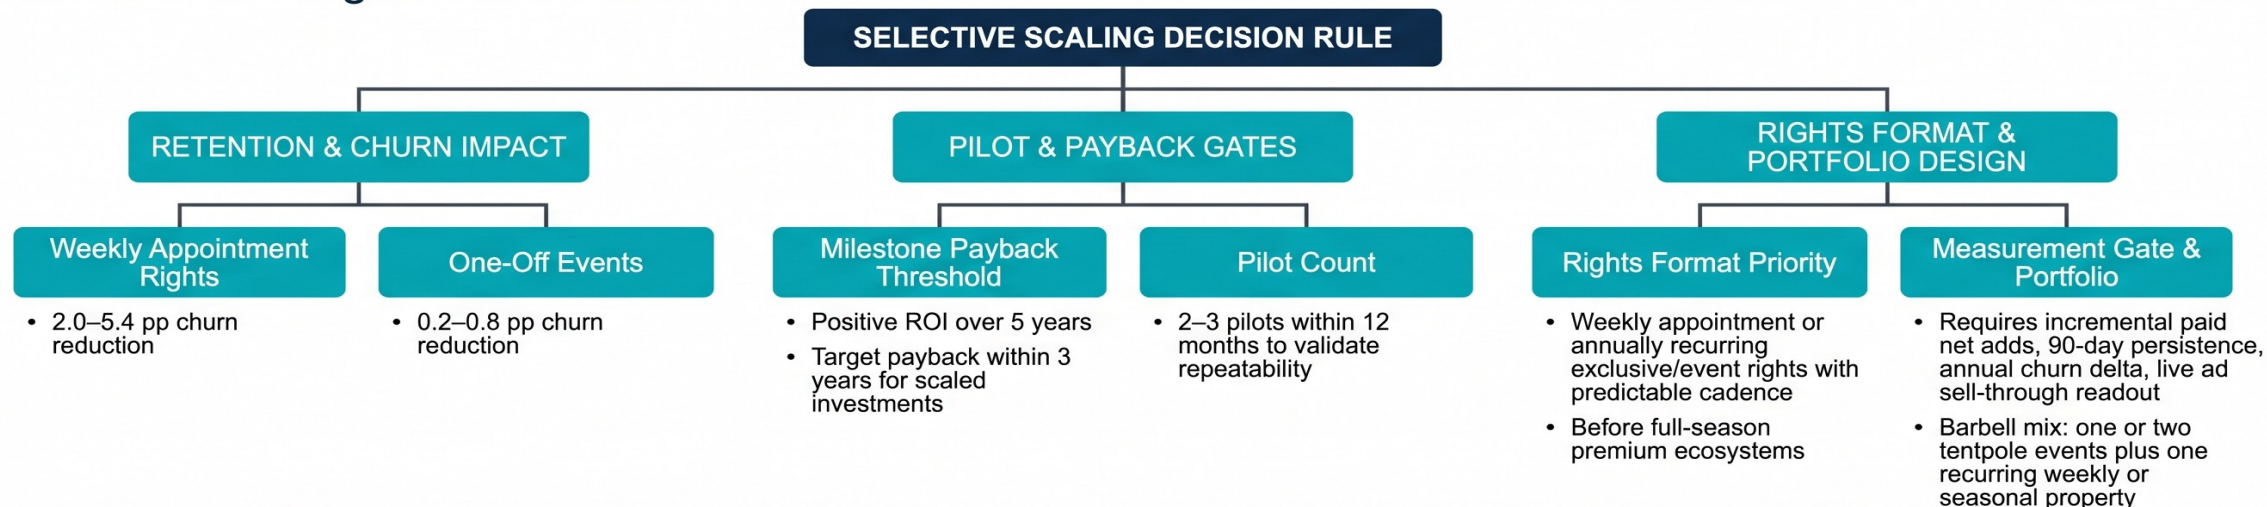 SELECTIVE SCALING DECISION RULE
RETENTION & CHURN IMPACT
Weekly Appointment
Rights
• 2.0–5.4 pp churn
reduction
One-Off Events
• 0.2–0.8 pp churn
reduction
PILOT & PAYBACK GATES
Milestone Payback
Threshold
• Positive ROI over 5 years
• Target payback within 3
years for scaled
investments
Pilot Count
• 2–3 pilots within 12
months to validate
repeatability
RIGHTS FORMAT &
PORTFOLIO DESIGN
Rights Format Priority
• Weekly appointment or
annually recurring
exclusive/event rights with
predictable cadence
• Before full-season
premium ecosystems
Measurement Gate &
Portfolio
• Requires incremental paid
net adds, 90-day persistence,
annual churn delta, live ad
sell-through readout
• Barbell mix: one or two
tentpole events plus one
recurring weekly or
seasonal property